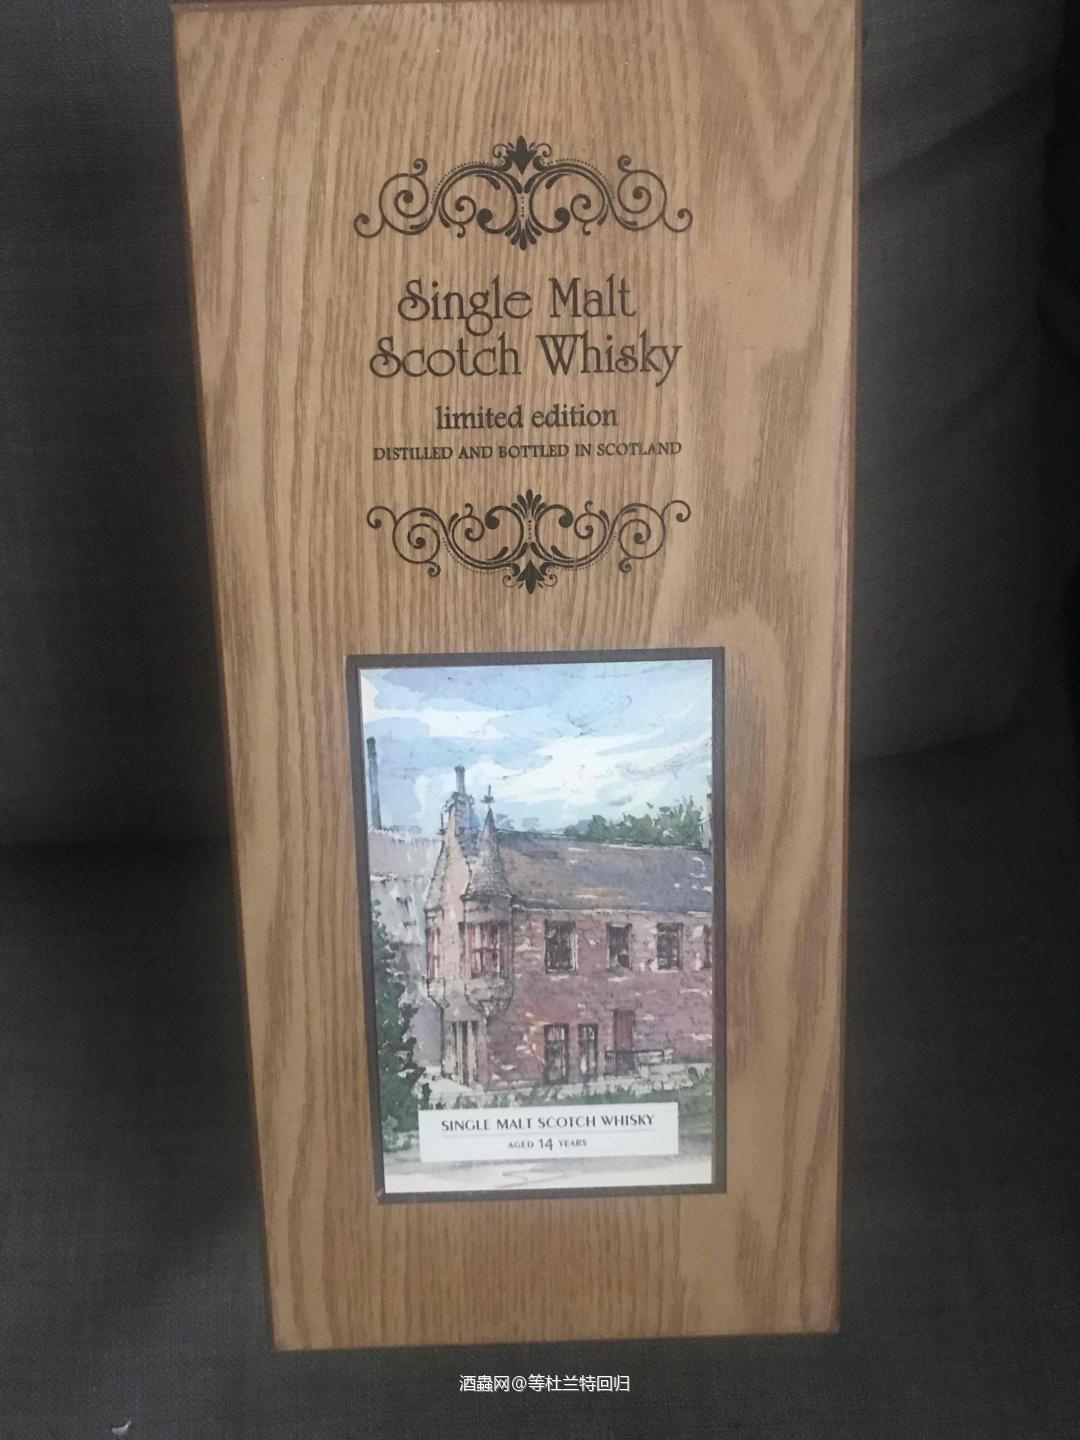 Single Malt
Scotch Whisky
limited edition
DISTILLED AND BOTTLED IN SCOTLAND
SINGLE MALT SCOTCH WHISKY
AGED 14 YEARS
酒蟲网@等杜兰特回归